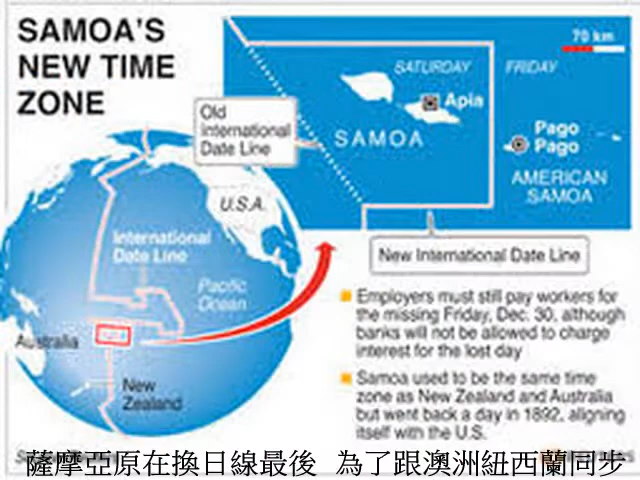 SAMOA'S
NEW TIME
ZONE
70 km
SATURDAY
FRIDAY
Apia
Old
International
Date Line
SAMOA
Pago
Pago
AMERICAN
SAMOA
U.S.A.
International
Date Line
New International Date Line
Pacific
Ocean
Employers must still pay workers for
the missing Friday, Dec. 30, although
banks will not be allowed to charge
interest for the lost day
Australia
Samoa used to be the same time
zone as New Zealand and Australia
but went back a day in 1892, aligning
itself with the U.S.
New
Zealand
薩摩亞原在換日線最後 為了跟澳洲紐西蘭同步